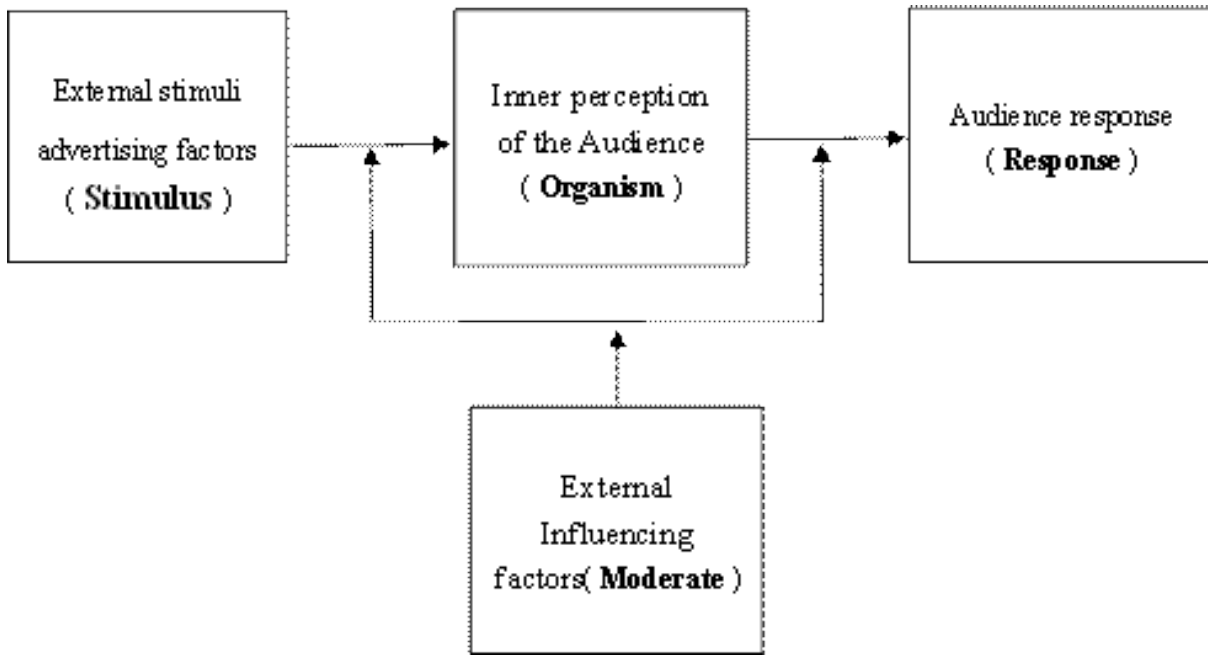 External stimuli
advertising factors
( Stimulus )
Inner perception
of the Audience
( Organism )
Audience response
( Response )
External
Influencing
factors( Moderate )